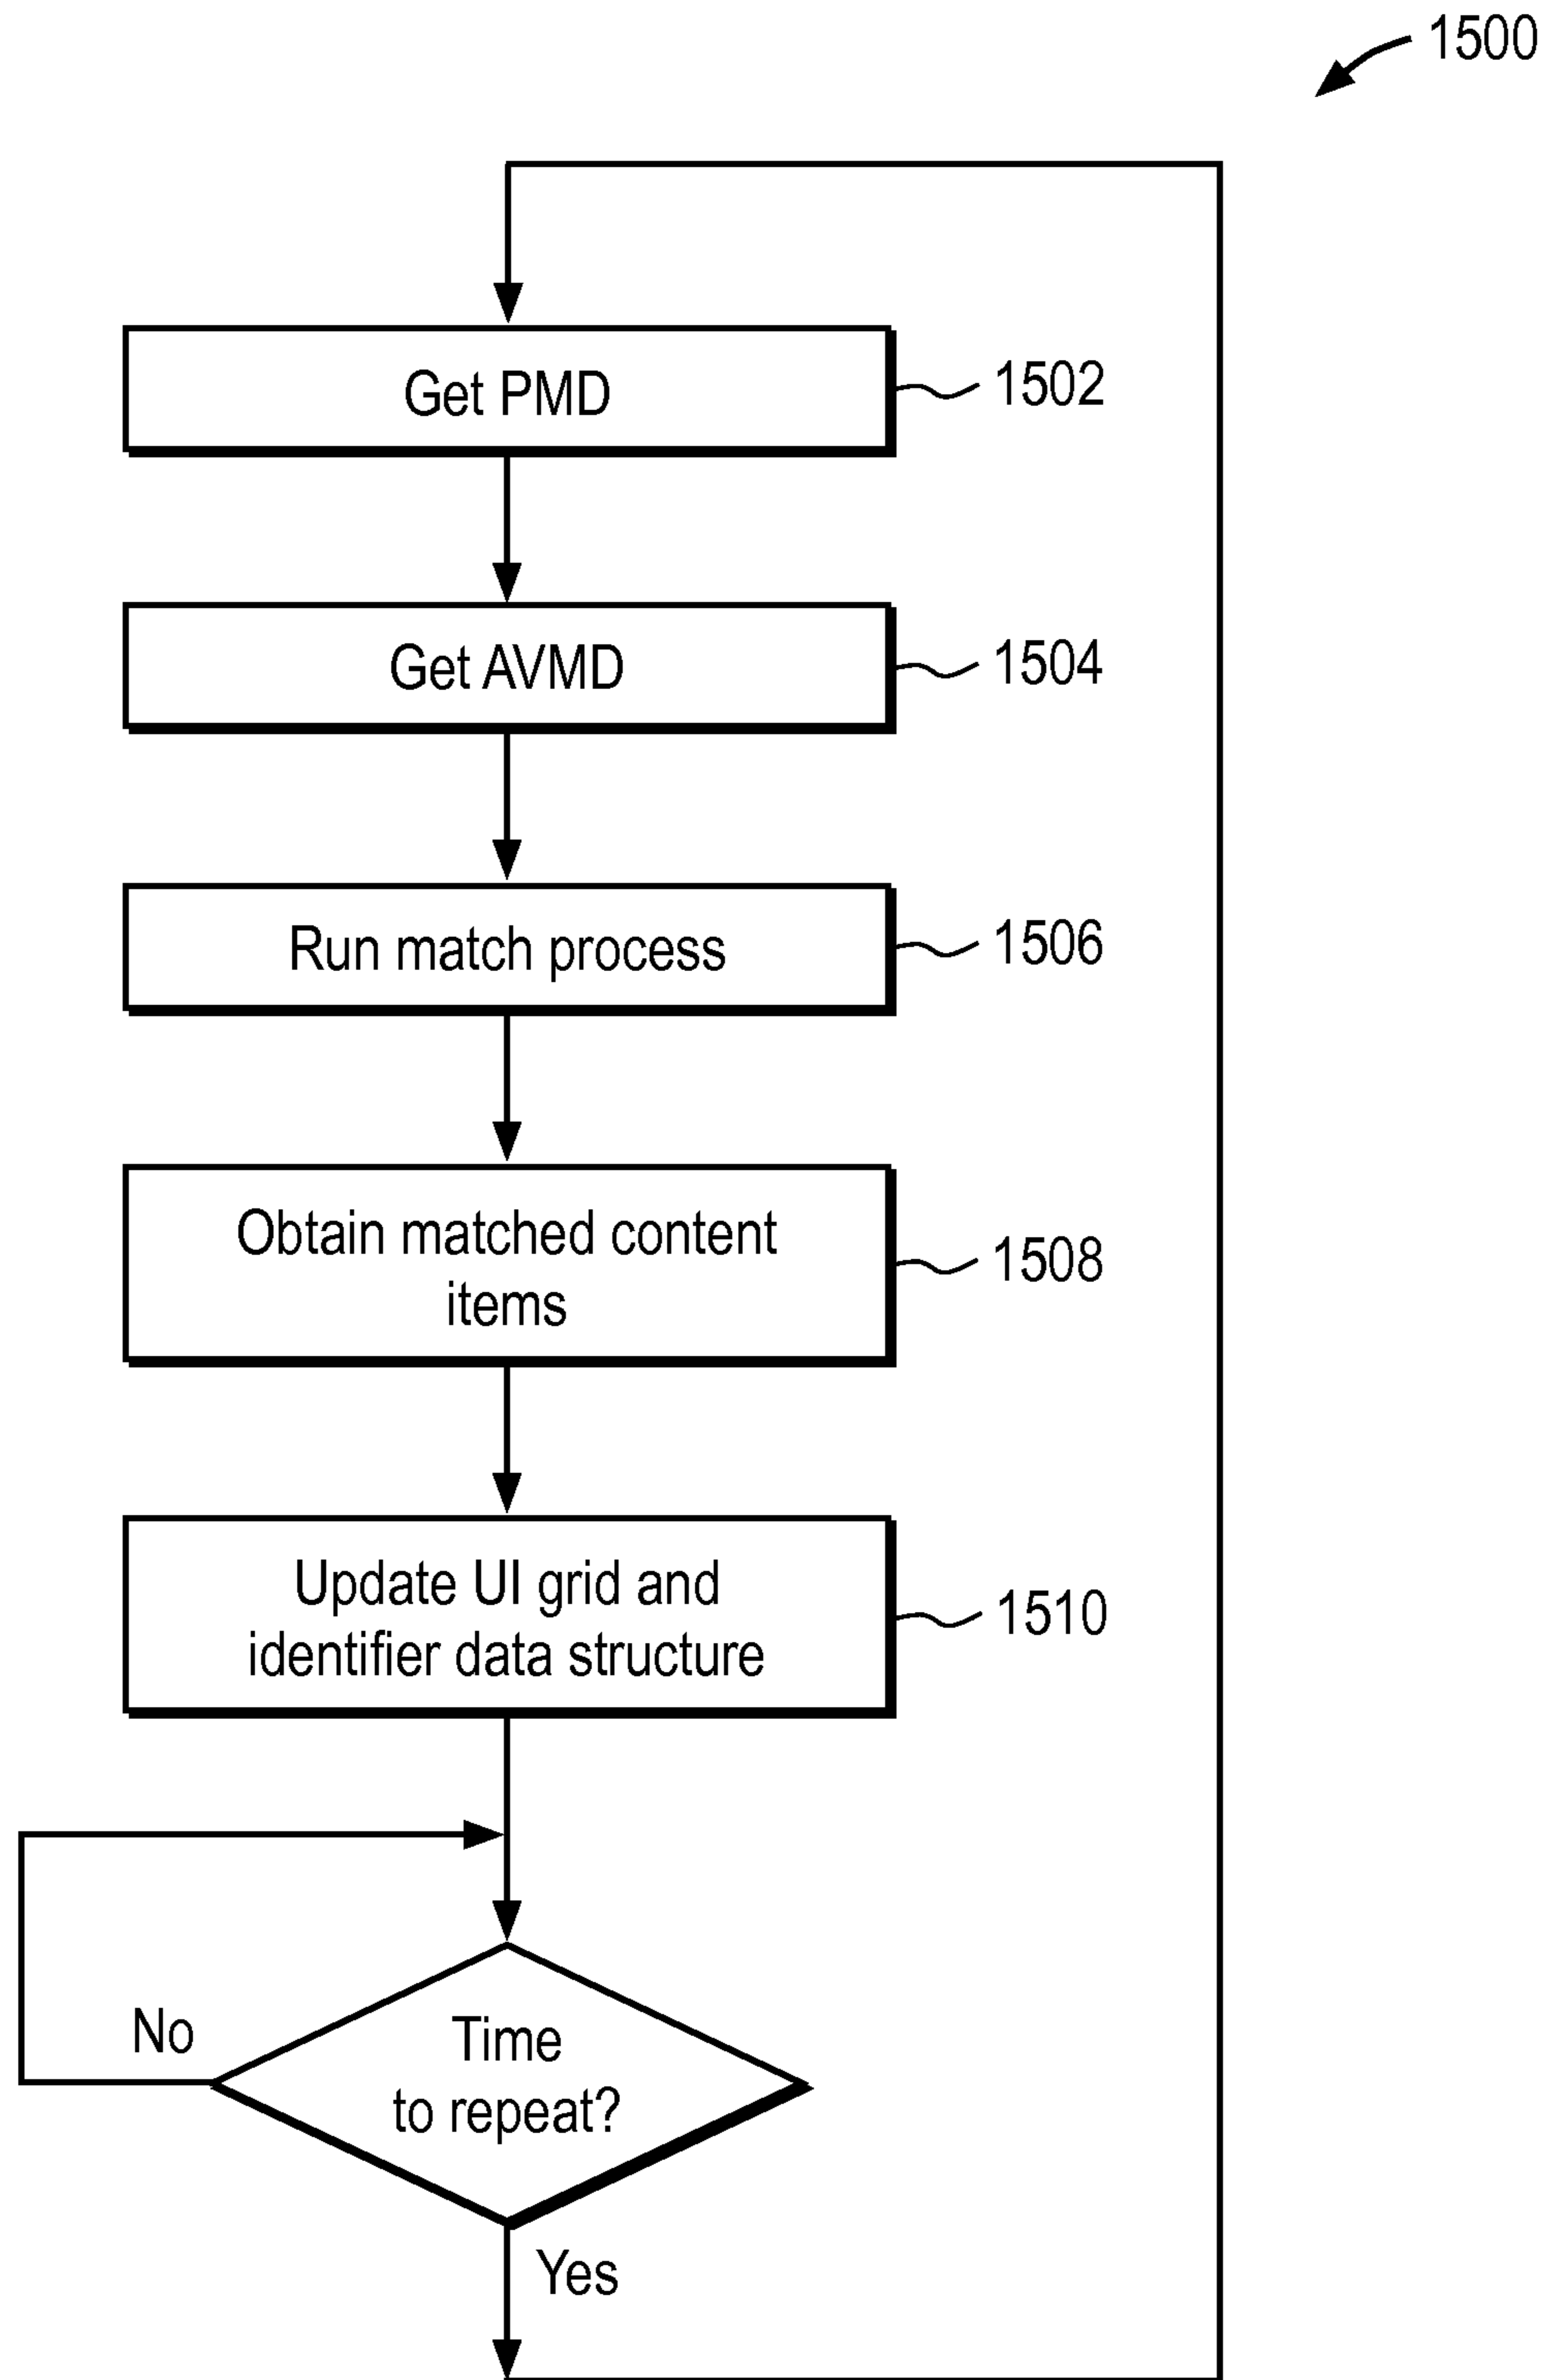 1500
Get PMD
1502
Get AVMD
1504
Run match process
1506
Obtain matched content
items
1508
Update UI grid and
identifier data structure
1510
No
Time
to repeat?
Yes